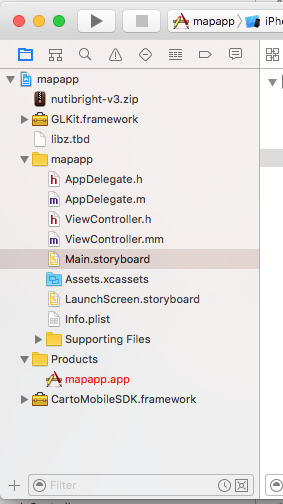 mapapp
iPho
mapapp
nutibright-v3.zip
GLKit.framework
libz.tbd
mapapp
AppDelegate.h
AppDelegate.m
ViewController.h
ViewController.mm
Main.storyboard
Assets.xcassets
LaunchScreen.storyboard
Info.plist
Supporting Files
Products
mapapp.app
CartoMobileSDK.framework
Filter